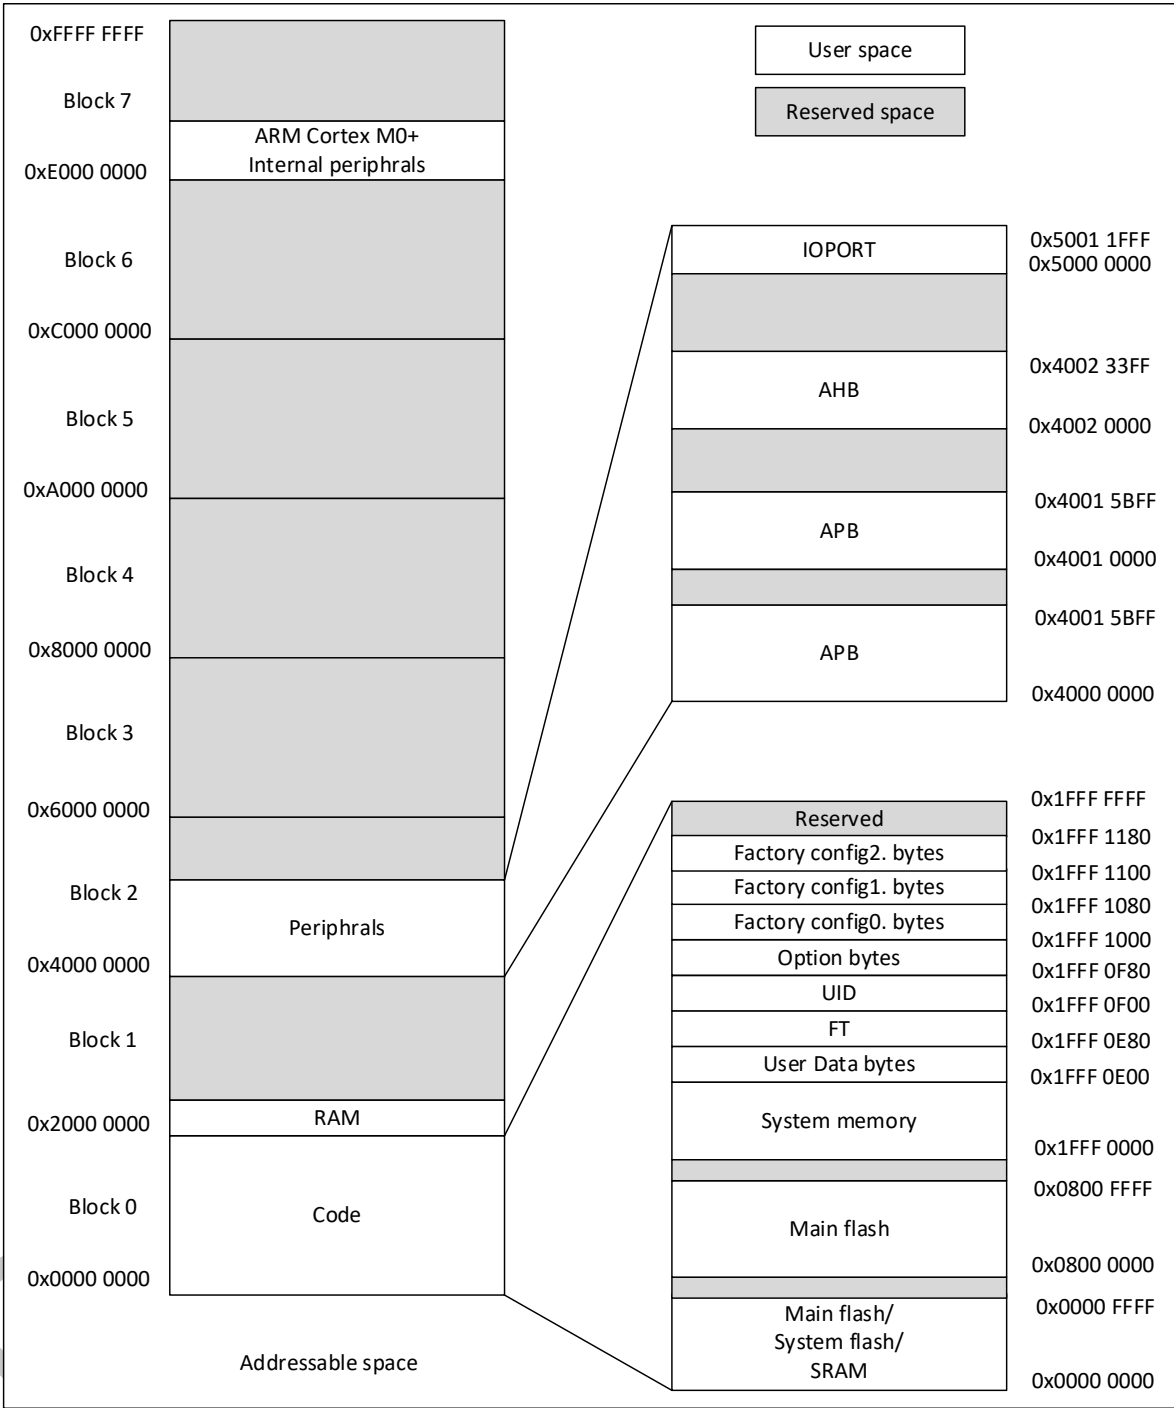 0xFFFF FFFF
Block 7
ARM Cortex M0+
Internal periphrals
0xE000 0000
Block 6
0xC000 0000
Block 5
0xA000 0000
Block 4
0x8000 0000
Block 3
0x6000 0000
Block 2
Periphrals
0x4000 0000
Block 1
0x2000 0000
RAM
Block 0
Code
0x0000 0000
Addressable space
User space
Reserved space
IOPORT
0x5001 1FFF
0x5000 0000
0x4002 33FF
AHB
0x4002 0000
0x4001 5BFF
APB
0x4001 0000
0x4001 5BFF
APB
0x4000 0000
0x1FFF FFFF
Reserved
0x1FFF 1180
Factory config2. bytes
0x1FFF 1100
Factory config1. bytes
0x1FFF 1080
Factory config0. bytes
0x1FFF 1000
Option bytes
0x1FFF 0F80
UID
0x1FFF 0F00
FT
0x1FFF 0E80
User Data bytes
0x1FFF 0E00
System memory
0x1FFF 0000
0x0800 FFFF
Main flash
0x0800 0000
0x0000 FFFF
Main flash/
System flash/
SRAM
0x0000 0000